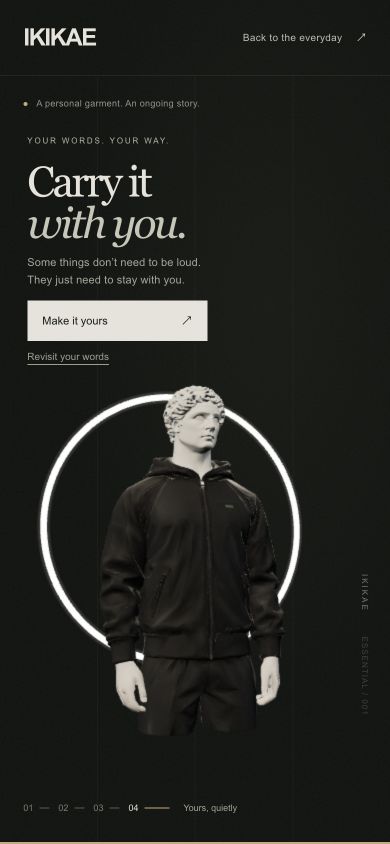 IKIKAE
Back to the everyday ↗
A personal garment. An ongoing story.
YOUR WORDS. YOUR WAY.
Carry it
with you.
Some things don’t need to be loud.
They just need to stay with you.
Make it yours ↗
Revisit your words
IKIKAE
ESSENTIAL / 001
01 — 02 — 03 — 04 — Yours, quietly